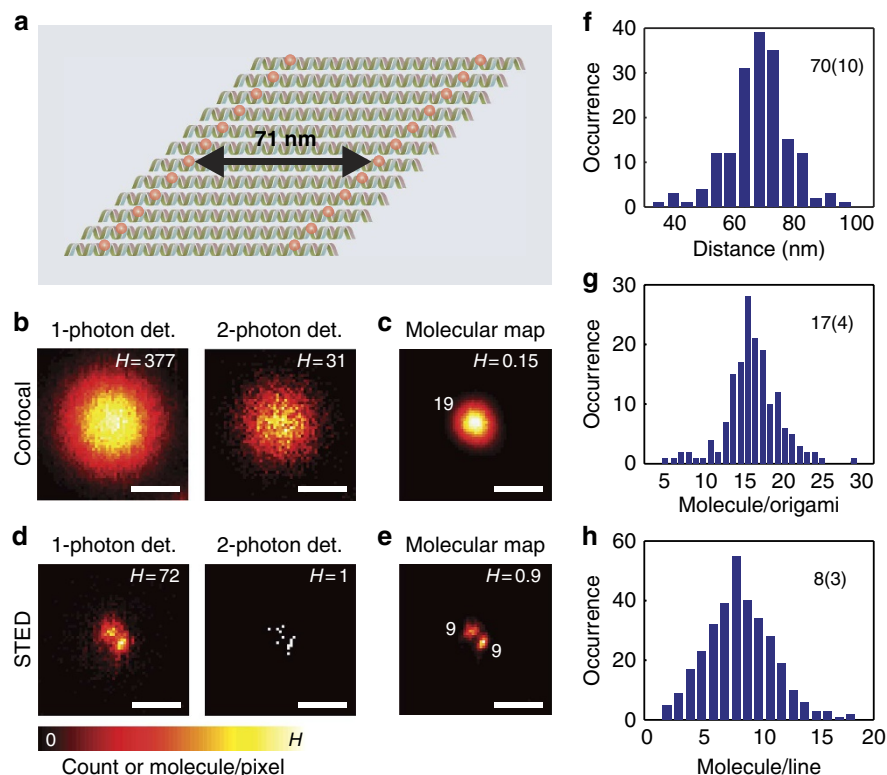 a
71 nm
b
1-photon det.
2-photon det.
c
Molecular map
Confocal
H = 377
H = 31
H = 0.15
19
d
1-photon det.
2-photon det.
e
Molecular map
STED
H = 72
H = 1
H = 0.9
9
9
0
H
Count or molecule/pixel
f
40
30
20
10
0
Occurrence
70(10)
40 60 80 100
Distance (nm)
g
30
20
10
0
Occurrence
17(4)
5 10 15 20 25 30
Molecule/origami
h
60
40
20
0
Occurrence
8(3)
0 5 10 15 20
Molecule/line